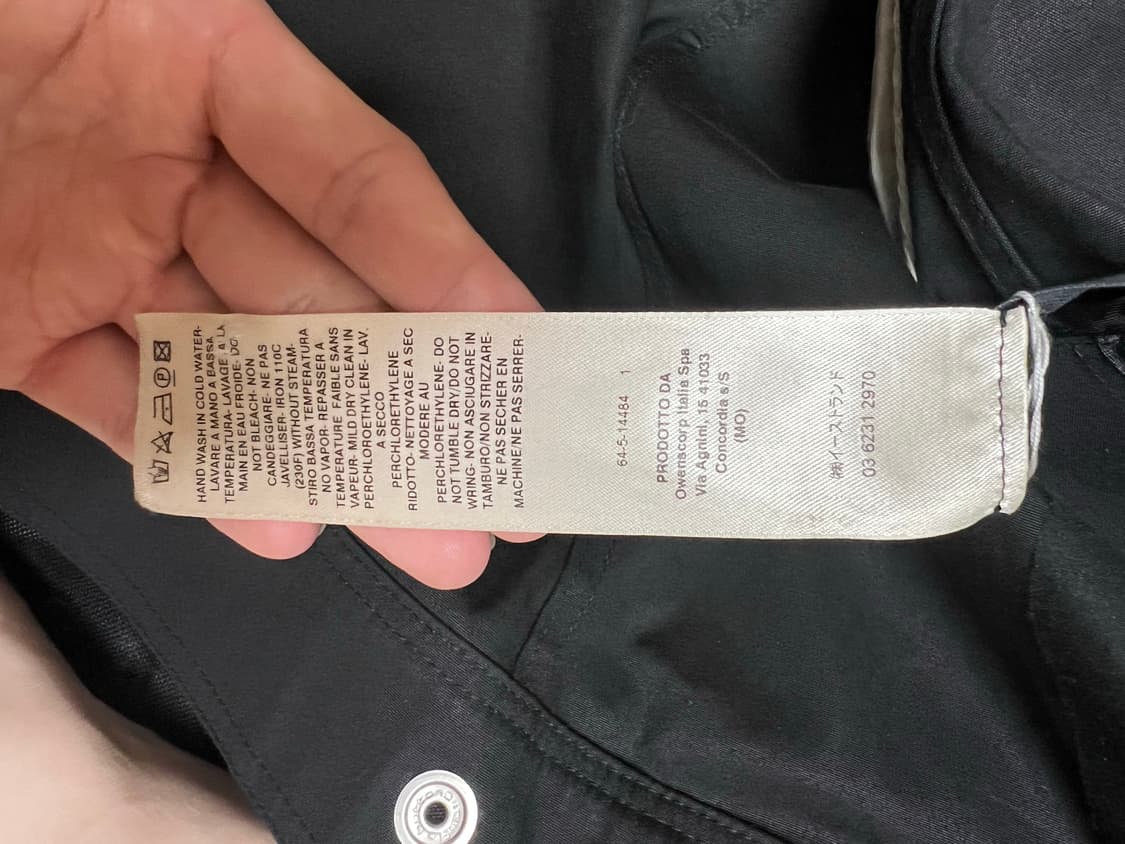 HAND WASH IN COLD WATER-
LAVARE A MANO A BASSA
TEMPERATURA- LAVAGE A LA
MAIN EN EAU FROIDE- DO
NOT BLEACH- NON
CANDEGGIARE- NE PAS
JAVELLISER- IRON 110C
(230F) WITHOUT STEAM-
STIRO BASSA TEMPERATURA
NO VAPOR- REPASSER A
TEMPERATURE FAIBLE SANS
VAPEUR- MILD DRY CLEAN IN
PERCHLOROETHYLENE- LAV.
A SECCO
PERCHLORETHYLENE
RIDOTTO- NETTOYAGE A SEC
MODERE AU
PERCHLORETHYLENE- DO
NOT TUMBLE DRY/DO NOT
WRING- NON ASCIUGARE IN
TAMBURO/NON STRIZZARE-
NE PAS SECHER EN
MACHINE/NE PAS SERRER-
64-5-14484 1
PRODOTTO DA
Owenscorp Italia Spa
Via Agnini, 15 41033
Concordia s/S
(MO)
㈱イーストランド
03 6231 2970